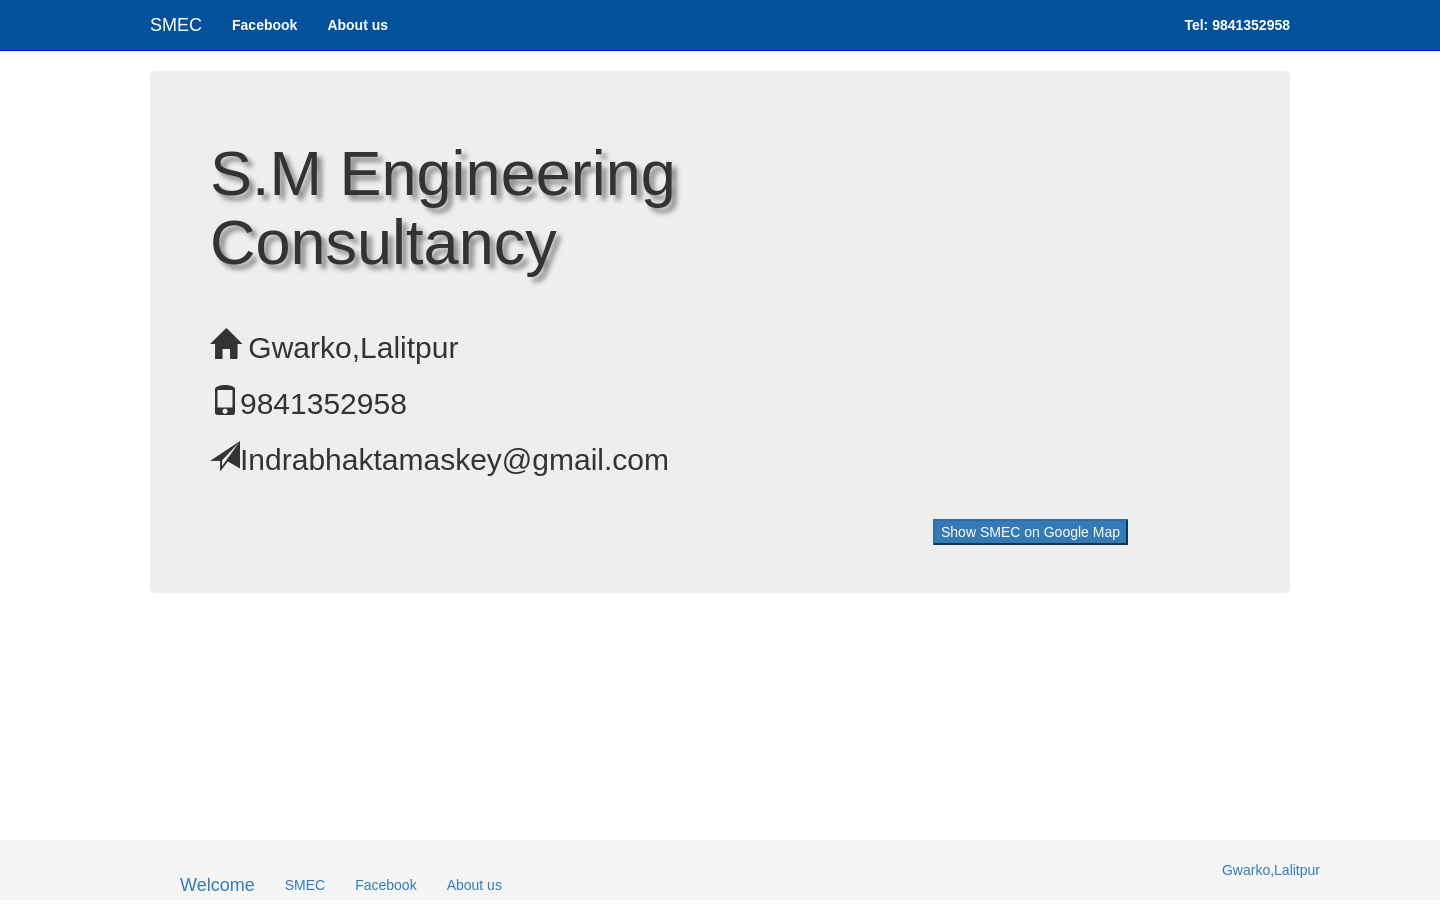 SMEC Facebook About us Tel: 9841352958
S.M Engineering
Consultancy
Gwarko,Lalitpur
9841352958
Indrabhaktamaskey@gmail.com
Show SMEC on Google Map
Gwarko,Lalitpur
Welcome SMEC Facebook About us